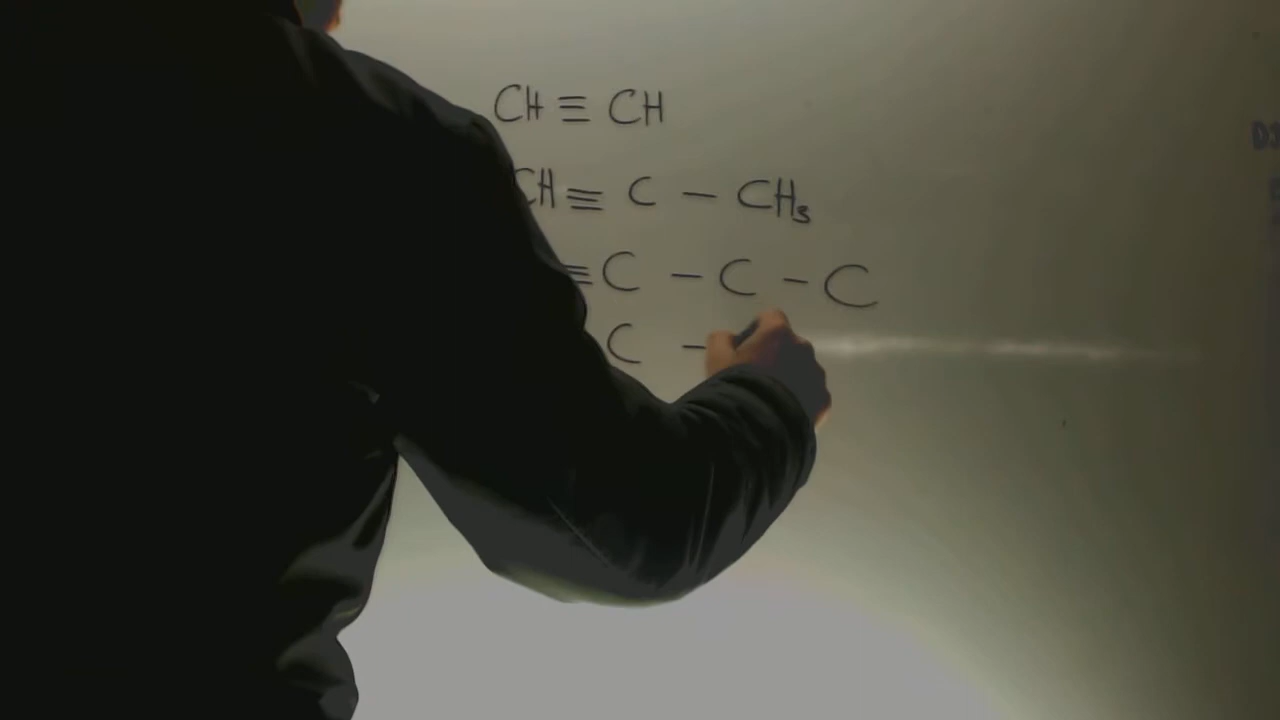 CH ≡ CH
CH ≡ C - CH₃
≡ C - C - C
C -